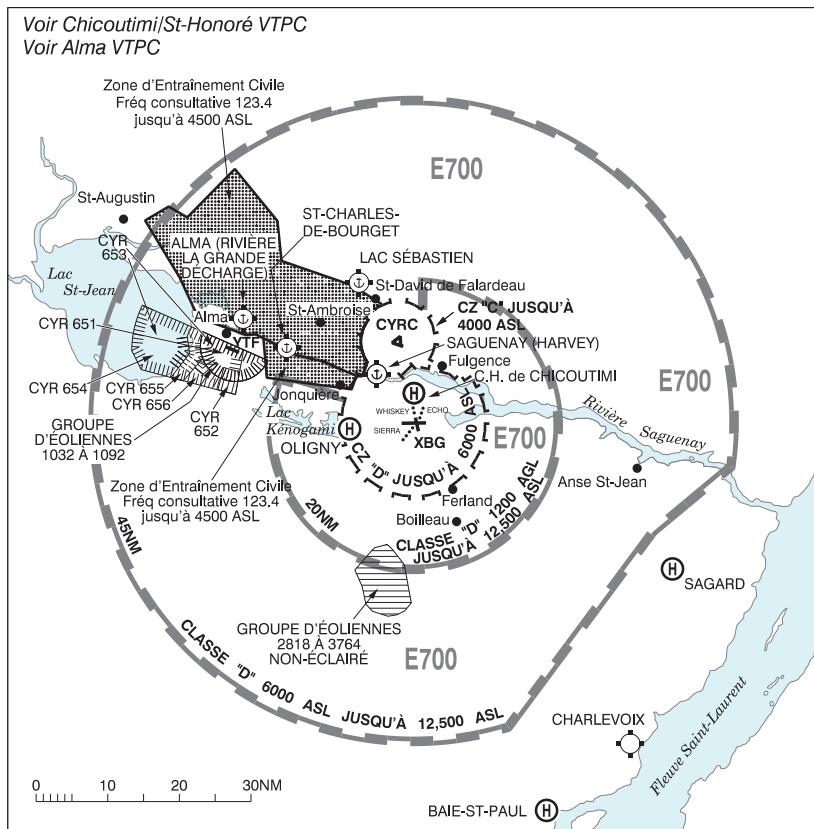 Voir Chicoutimi/St-Honoré VTPC
Voir Alma VTPC
Zone d'Entraînement Civile
Fréq consultative 123.4
jusqu'à 4500 ASL
E700
St-Augustin
ST-CHARLES-
DE-BOURGET
CYR
653
ALMA (RIVIÈRE
LA GRANDE
DÉCHARGE)
LAC SÉBASTIEN
Lac
St-Jean
St-David de Falardeau
CZ "C" JUSQU'À
4000 ASL
Alma
St-Ambroise
CYRC
CYR 651
YTF
SAGUENAY (HARVEY)
Fulgence
C.H. de CHICOUTIMI
E700
CYR 654
CYR 655
CYR 656
CYR
652
Jonquière
H
Lac
Kénogami
WHISKEY
ECHO
SIERRA
XBG
E700
Rivière Saguenay
GROUPE
D'ÉOLIENNES
1032 À 1092
H
OLIGNY
CZ "D" JUSQU'À 6000 ASL
Anse St-Jean
Zone d'Entraînement Civile
Fréq consultative 123.4
jusqu'à 4500 ASL
Ferland
Boilleau
20NM
CLASSE "D" 1200 AGL
JUSQU'À 12,500 ASL
45NM
H
SAGARD
GROUPE D'ÉOLIENNES
2818 À 3764
NON-ÉCLAIRÉ
E700
CLASSE "D" 6000 ASL JUSQU'À 12,500 ASL
CHARLEVOIX
Fleuve Saint-Laurent
0 10 20 30NM
BAIE-ST-PAUL
H